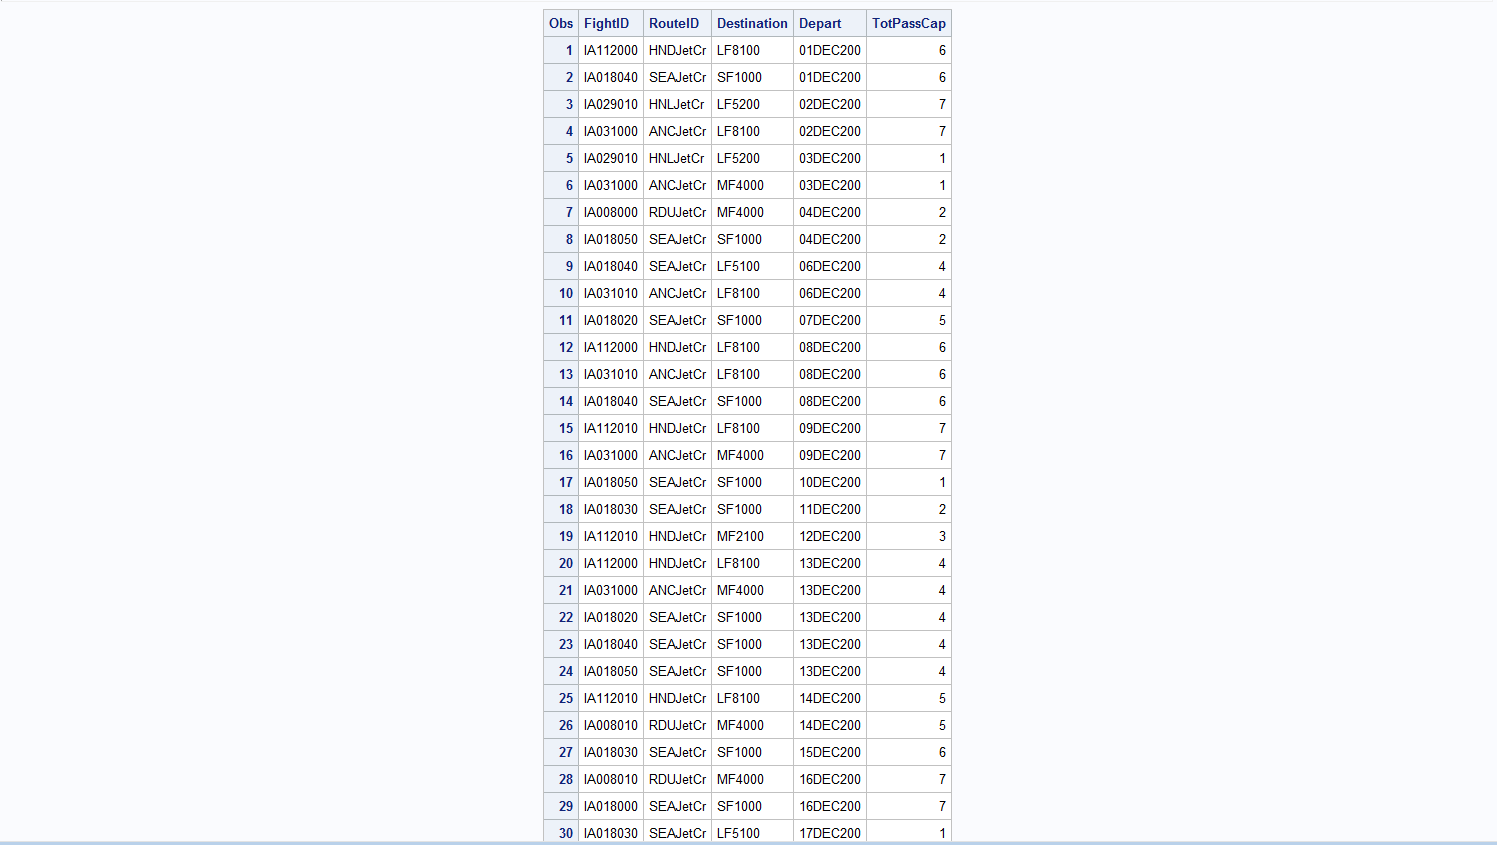 Obs FightID RouteID Destination Depart TotPassCap
1 IA112000 HNDJetCr LF8100 01DEC200 6
2 IA018040 SEAJetCr SF1000 01DEC200 6
3 IA029010 HNLJetCr LF5200 02DEC200 7
4 IA031000 ANCJetCr LF8100 02DEC200 7
5 IA029010 HNLJetCr LF5200 03DEC200 1
6 IA031000 ANCJetCr MF4000 03DEC200 1
7 IA008000 RDUJetCr MF4000 04DEC200 2
8 IA018050 SEAJetCr SF1000 04DEC200 2
9 IA018040 SEAJetCr LF5100 06DEC200 4
10 IA031010 ANCJetCr LF8100 06DEC200 4
11 IA018020 SEAJetCr SF1000 07DEC200 5
12 IA112000 HNDJetCr LF8100 08DEC200 6
13 IA031010 ANCJetCr LF8100 08DEC200 6
14 IA018040 SEAJetCr SF1000 08DEC200 6
15 IA112010 HNDJetCr LF8100 09DEC200 7
16 IA031000 ANCJetCr MF4000 09DEC200 7
17 IA018050 SEAJetCr SF1000 10DEC200 1
18 IA018030 SEAJetCr SF1000 11DEC200 2
19 IA112010 HNDJetCr MF2100 12DEC200 3
20 IA112000 HNDJetCr LF8100 13DEC200 4
21 IA031000 ANCJetCr MF4000 13DEC200 4
22 IA018020 SEAJetCr SF1000 13DEC200 4
23 IA018040 SEAJetCr SF1000 13DEC200 4
24 IA018050 SEAJetCr SF1000 13DEC200 4
25 IA112010 HNDJetCr LF8100 14DEC200 5
26 IA008010 RDUJetCr MF4000 14DEC200 5
27 IA018030 SEAJetCr SF1000 15DEC200 6
28 IA008010 RDUJetCr MF4000 16DEC200 7
29 IA018000 SEAJetCr SF1000 16DEC200 7
30 IA018030 SEAJetCr LF5100 17DEC200 1